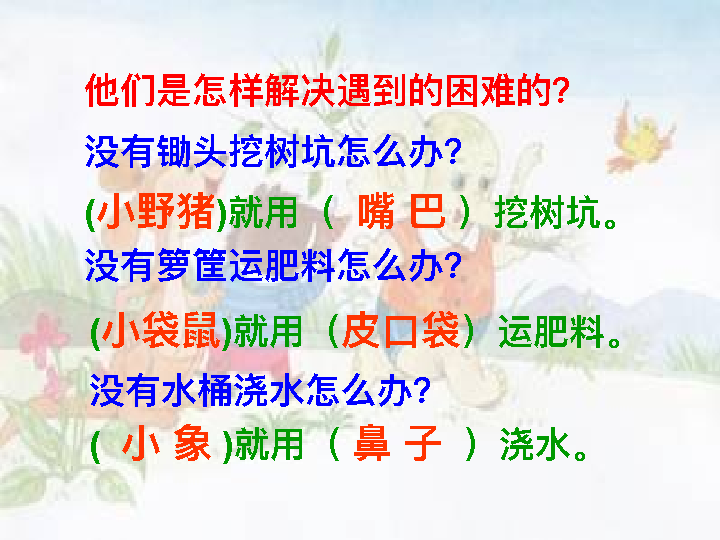 他们是怎样解决遇到的困难的?
没有锄头挖树坑怎么办?
(小野猪)就用（ 嘴 巴 ）挖树坑。
没有箩筐运肥料怎么办?
(小袋鼠)就用（皮口袋）运肥料。
没有水桶浇水怎么办?
( 小 象 )就用（ 鼻 子 ）浇水。